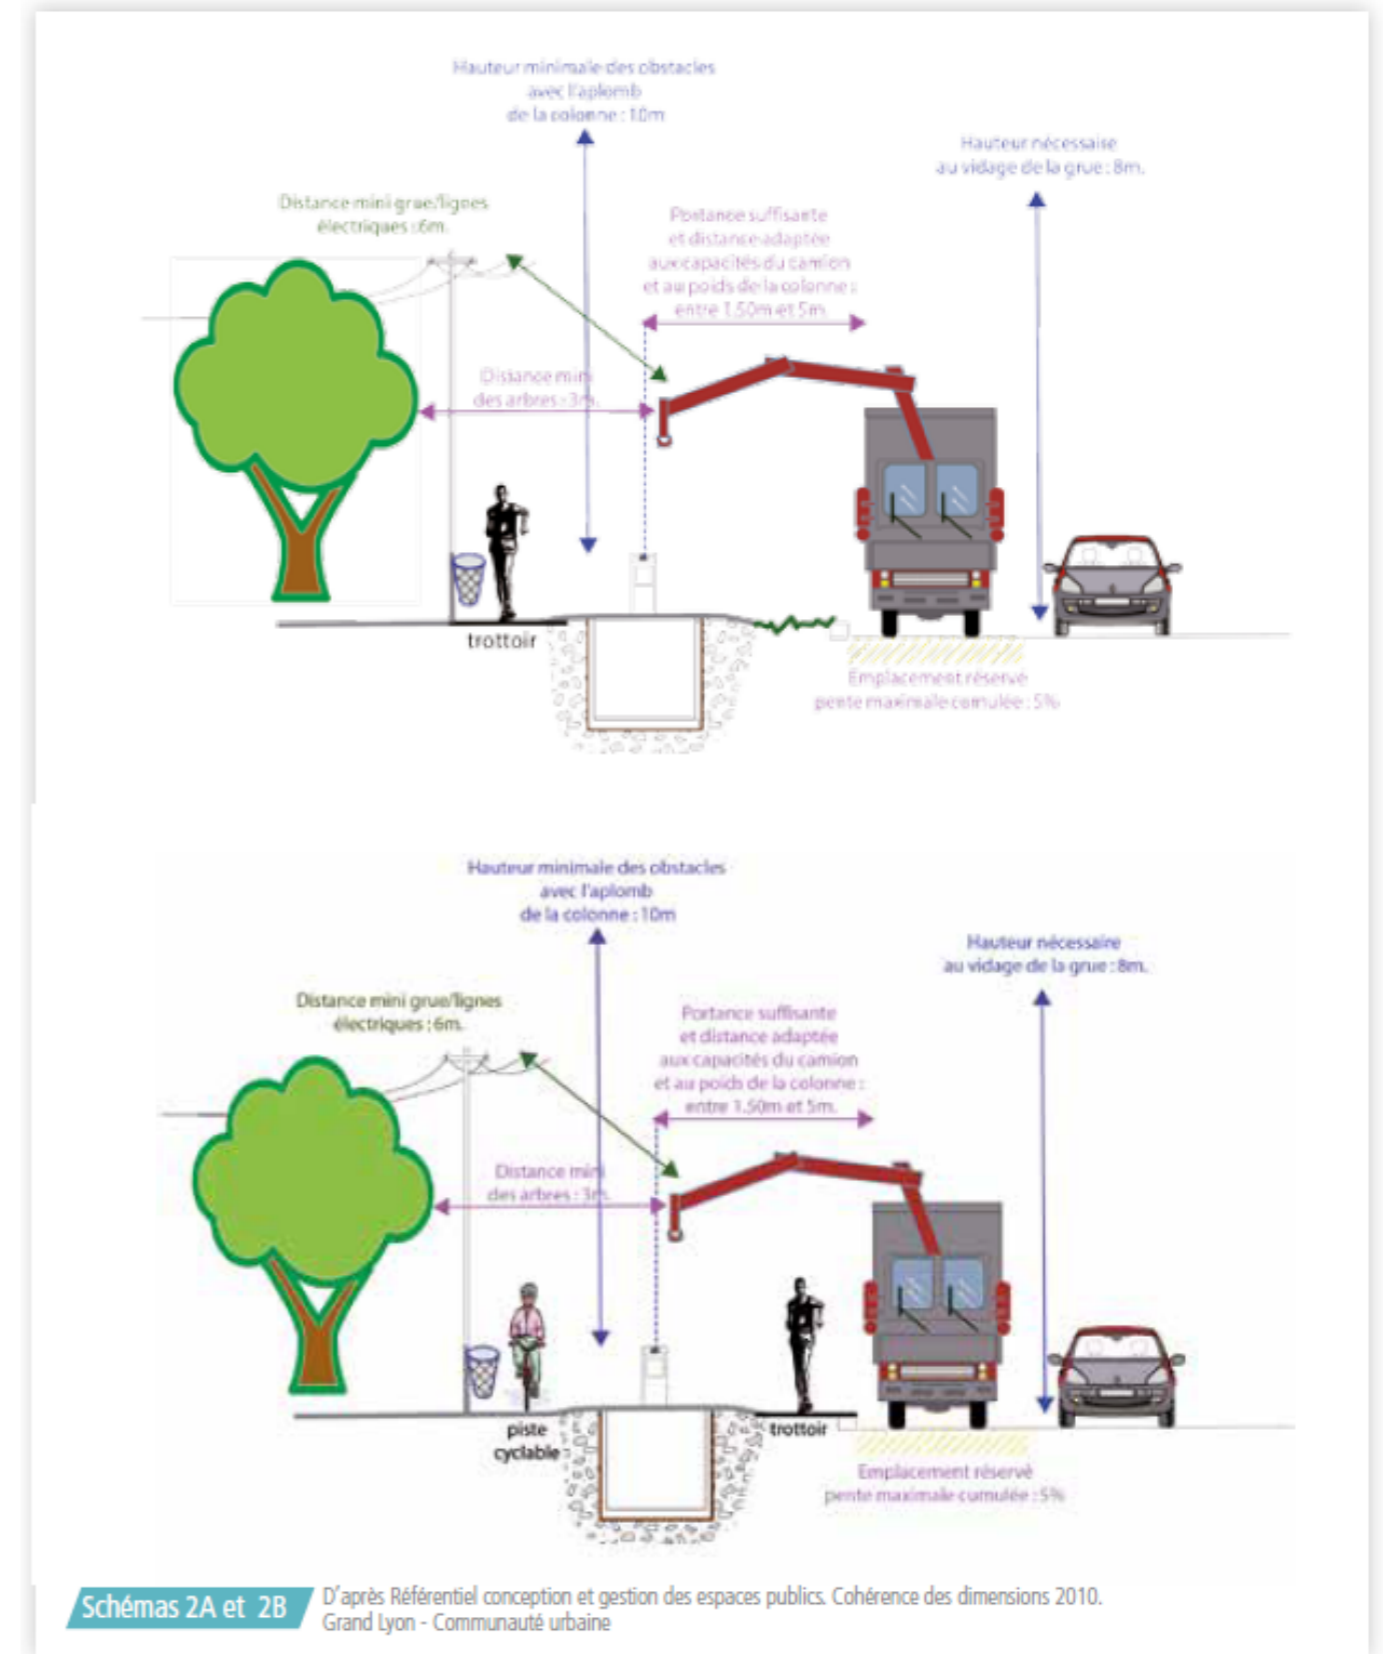 Hauteur minimale des obstacles
avec l'aplomb
de la colonne : 10m
Hauteur nécessaire
au vidage de la grue : 8m.
Distance mini grue/lignes
électriques : 6m.
Portance suffisante
et distance adaptée
aux capacités du camion
et au poids de la colonne :
entre 1.50m et 5m.
Distance mini
des arbres : 3m.
trottoir
Emplacement réservé
pente maximale cumulée : 5%
Hauteur minimale des obstacles
avec l'aplomb
de la colonne : 10m
Hauteur nécessaire
au vidage de la grue : 8m.
Distance mini grue/lignes
électriques : 6m.
Portance suffisante
et distance adaptée
aux capacités du camion
et au poids de la colonne :
entre 1.50m et 5m.
Distance mini
des arbres : 3m.
piste
cyclable
trottoir
Emplacement réservé
pente maximale cumulée : 5%
Schémas 2A et 2B
D'après Référentiel conception et gestion des espaces publics. Cohérence des dimensions 2010.
Grand Lyon - Communauté urbaine